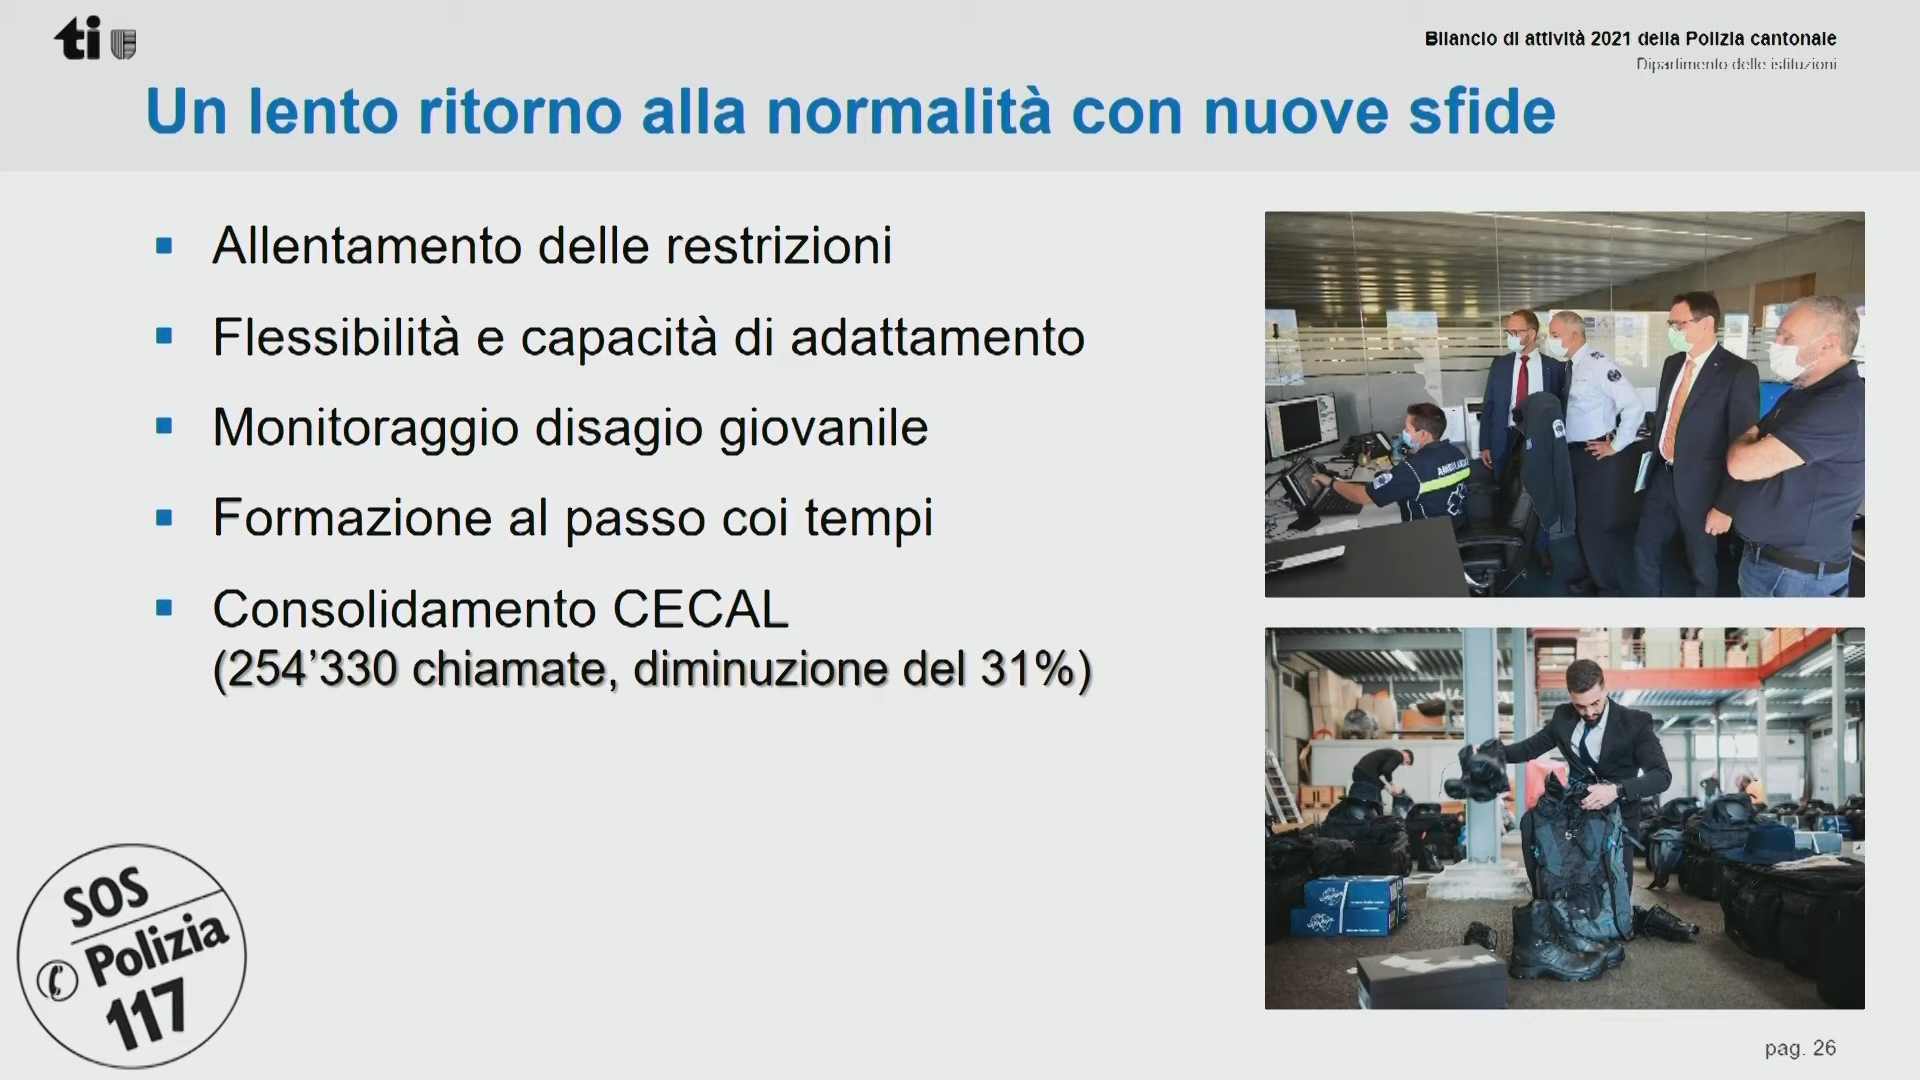 ti
Bilancio di attività 2021 della Polizia cantonale
Dipartimento delle istituzioni
Un lento ritorno alla normalità con nuove sfide
Allentamento delle restrizioni
Flessibilità e capacità di adattamento
Monitoraggio disagio giovanile
Formazione al passo coi tempi
Consolidamento CECAL
(254’330 chiamate, diminuzione del 31%)
SOS
Polizia
117
pag. 26